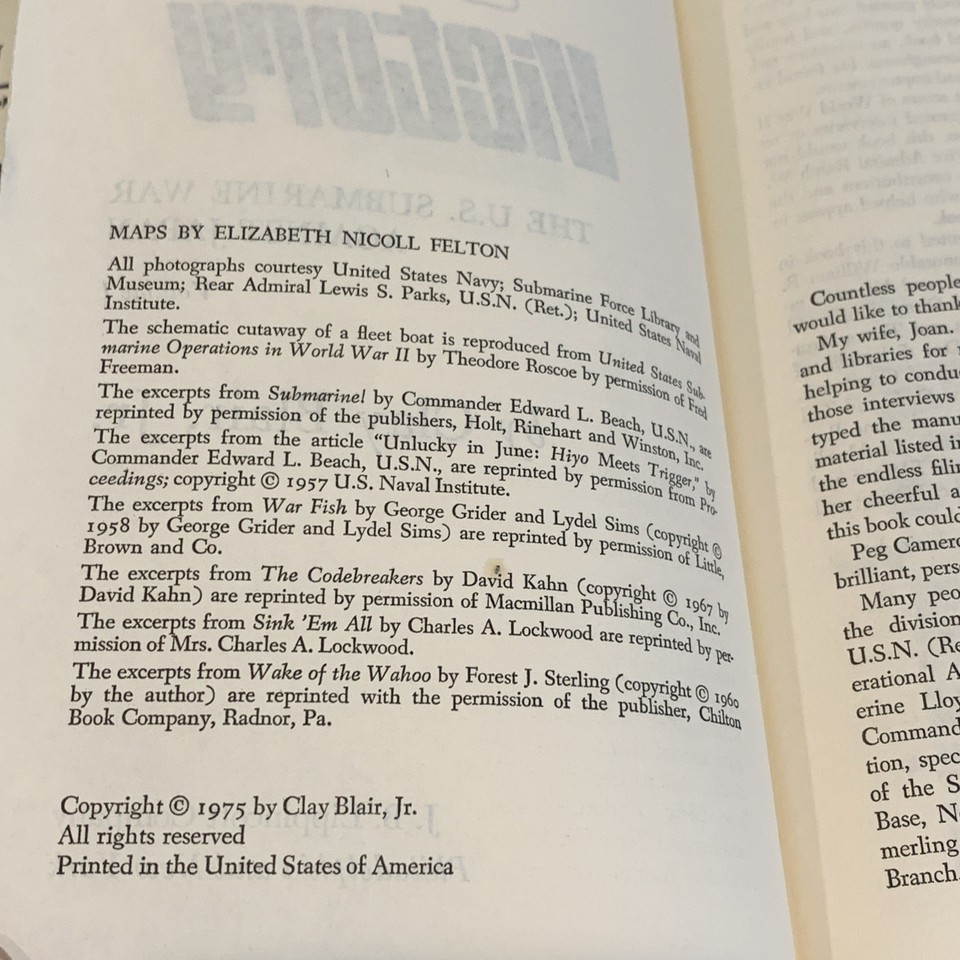 Victory
THE U.S. SUBMARINE WAR
MAPS BY ELIZABETH NICOLL FELTON
All photographs courtesy United States Navy; Submarine Force Library and
Museum; Rear Admiral Lewis S. Parks, U.S.N. (Ret.); United States Naval
Institute.
The schematic cutaway of a fleet boat is reproduced from United States Sub-
marine Operations in World War II by Theodore Roscoe by permission of Fred
Freeman.
The excerpts from Submarine! by Commander Edward L. Beach, U.S.N., are
reprinted by permission of the publishers, Holt, Rinehart and Winston, Inc.
The excerpts from the article "Unlucky in June: Hiyo Meets Trigger," by
Commander Edward L. Beach, U.S.N., are reprinted by permission from Pro-
ceedings; copyright © 1957 U.S. Naval Institute.
The excerpts from War Fish by George Grider and Lydel Sims (copyright ©
1958 by George Grider and Lydel Sims) are reprinted by permission of Little,
Brown and Co.
The excerpts from The Codebreakers by David Kahn (copyright © 1967 by
David Kahn) are reprinted by permission of Macmillan Publishing Co., Inc.
The excerpts from Sink 'Em All by Charles A. Lockwood are reprinted by per-
mission of Mrs. Charles A. Lockwood.
The excerpts from Wake of the Wahoo by Forest J. Sterling (copyright © 1960
by the author) are reprinted with the permission of the publisher, Chilton
Book Company, Radnor, Pa.
Copyright © 1975 by Clay Blair, Jr.
All rights reserved
Printed in the United States of America
Countless people
would like to thank
My wife, Joan.
and libraries for
helping to condu
those interviews
typed the manu
material listed i
the endless filin
her cheerful a
this book could
Peg Camero
brilliant, pers
Many peo
the division
U.S.N. (Re
erational A
erine Lloy
Command
tion, spec
of the S
Base, N
merling
Branch,